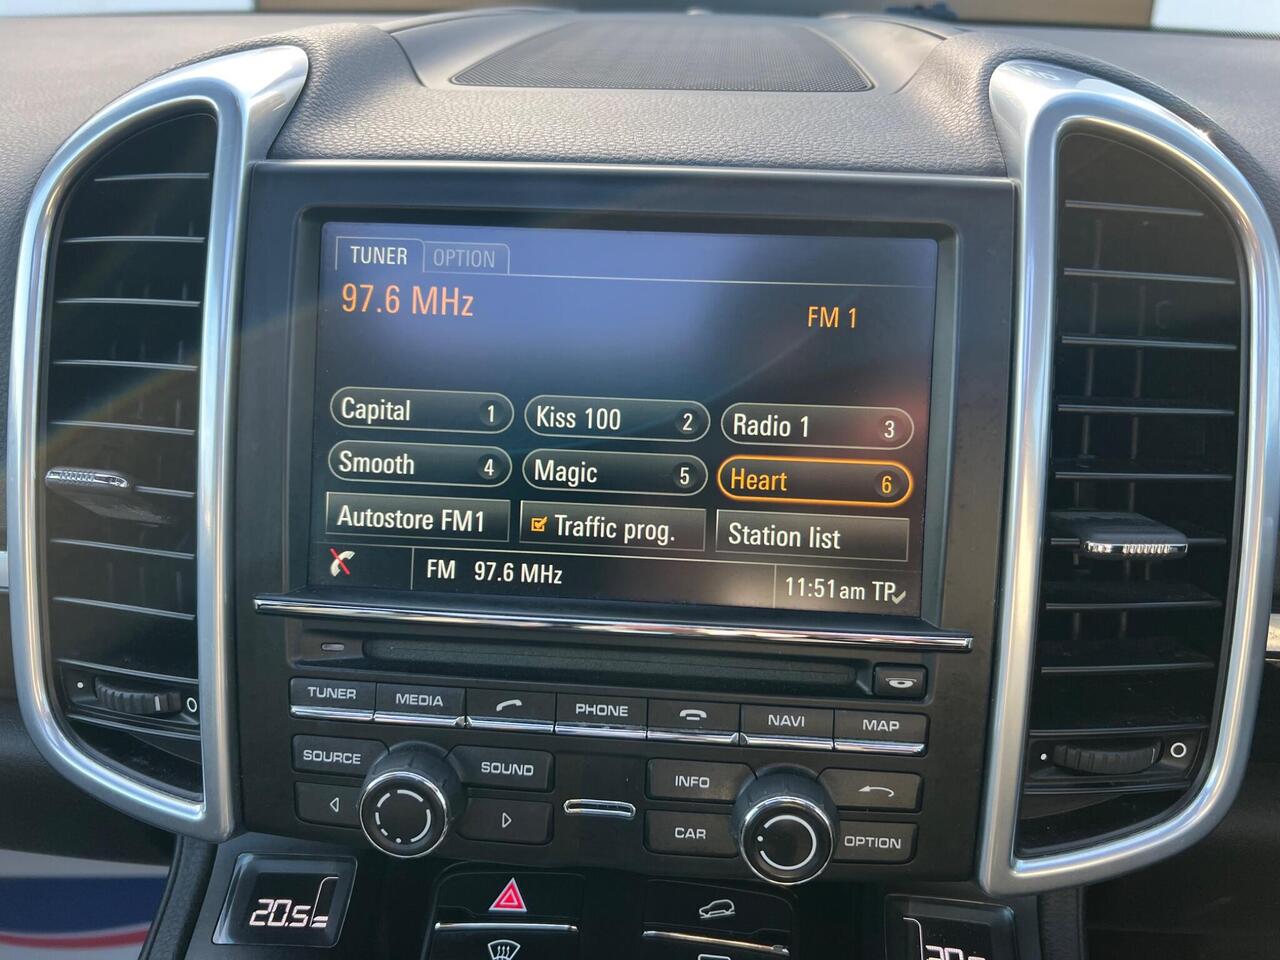 TUNER OPTION
97.6 MHz
FM 1
Capital 1 Kiss 100 2 Radio 1 3
Smooth 4 Magic 5 Heart 6
Autostore FM1 Traffic prog. Station list
FM 97.6 MHz 11:51 am TP
TUNER MEDIA PHONE NAVI MAP
SOURCE SOUND INFO
CAR OPTION
20.5